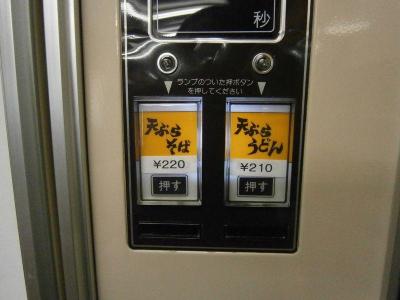 秒
ランプのついた押ボタン
を押してください
天ぷら
そば
¥220
押す
天ぷら
うどん
¥210
押す